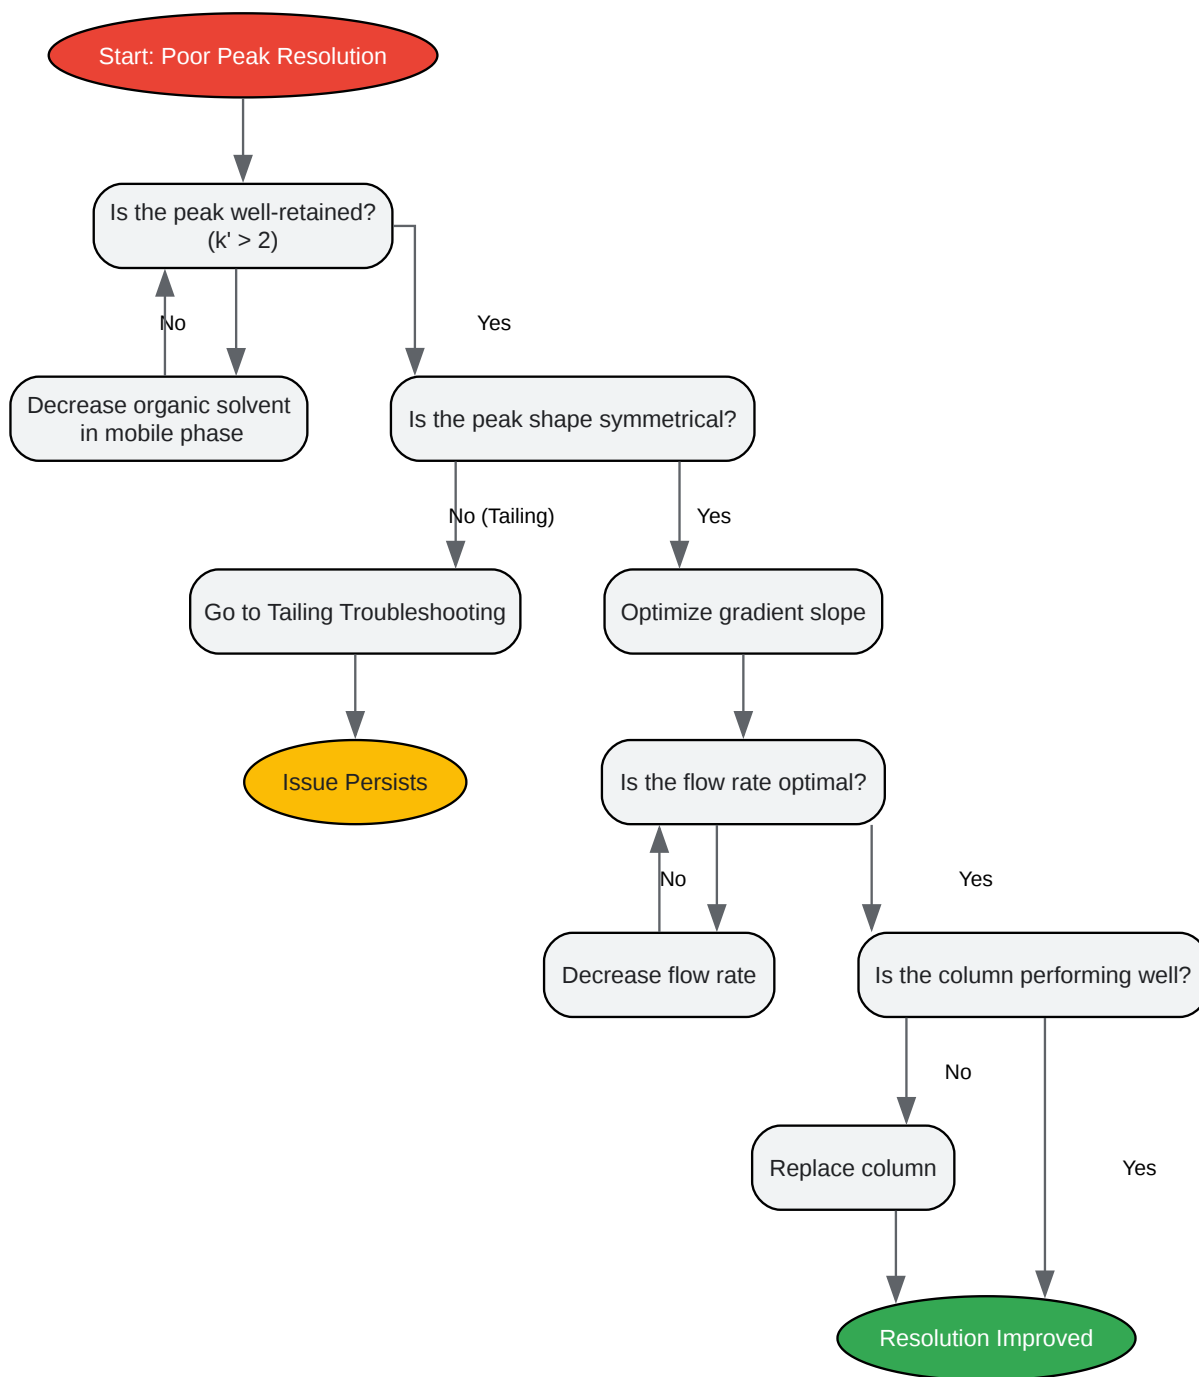 Start: Poor Peak Resolution
Is the peak well-retained?
(k' > 2)
No
Yes
Decrease organic solvent
in mobile phase
Is the peak shape symmetrical?
No (Tailing)
Yes
Go to Tailing Troubleshooting
Optimize gradient slope
Issue Persists
Is the flow rate optimal?
No
Yes
Decrease flow rate
Is the column performing well?
No
Replace column
Yes
Resolution Improved